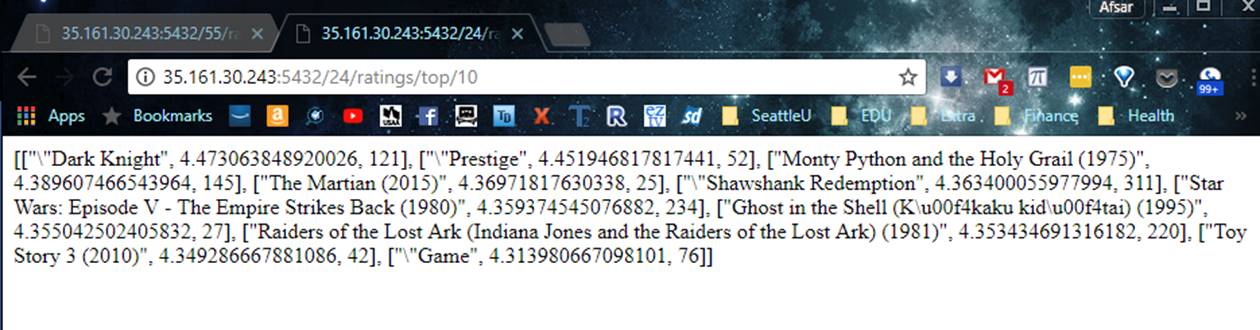 Afsar
35.161.30.243:5432/55/ra
35.161.30.243:5432/24/ra
35.161.30.243:5432/24/ratings/top/10
2
99+
Apps Bookmarks SeattleU EDU Extra Finance Health
[["\"Dark Knight", 4.473063848920026, 121], ["\"Prestige", 4.451946817817441, 52], ["Monty Python and the Holy Grail (1975)",
4.389607466543964, 145], ["The Martian (2015)", 4.36971817630338, 25], ["\"Shawshank Redemption", 4.363400055977994, 311], ["Star
Wars: Episode V - The Empire Strikes Back (1980)", 4.359374545076882, 234], ["Ghost in the Shell (K\u00f4kaku kid\u00f4tai) (1995)",
4.355042502405832, 27], ["Raiders of the Lost Ark (Indiana Jones and the Raiders of the Lost Ark) (1981)", 4.353434691316182, 220], ["Toy
Story 3 (2010)", 4.349286667881086, 42], ["\"Game", 4.313980667098101, 76]]